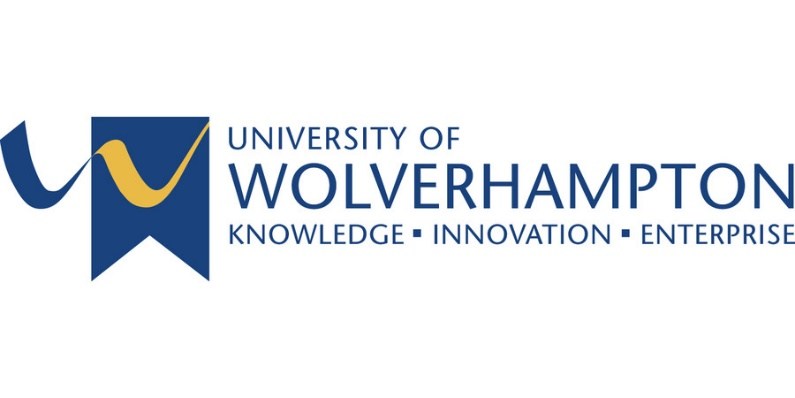 UNIVERSITY OF
WOLVERHAMPTON
KNOWLEDGE ▪ INNOVATION ▪ ENTERPRISE